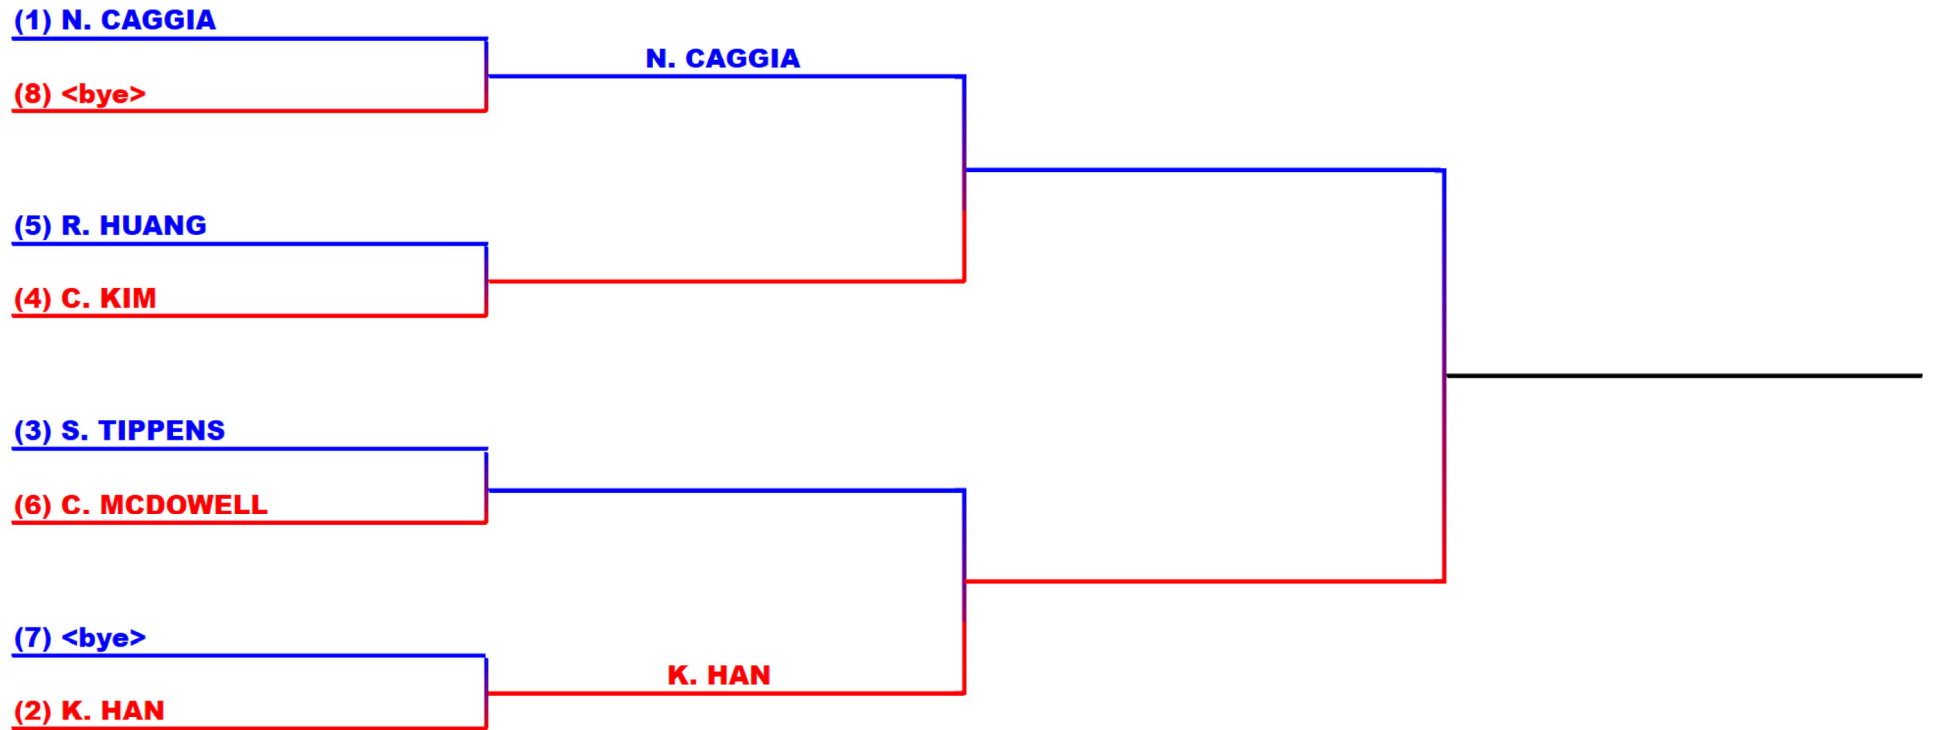 (1) N. CAGGIA
N. CAGGIA
(8) <bye>
(5) R. HUANG
(4) C. KIM
(3) S. TIPPENS
(6) C. MCDOWELL
(7) <bye>
K. HAN
(2) K. HAN